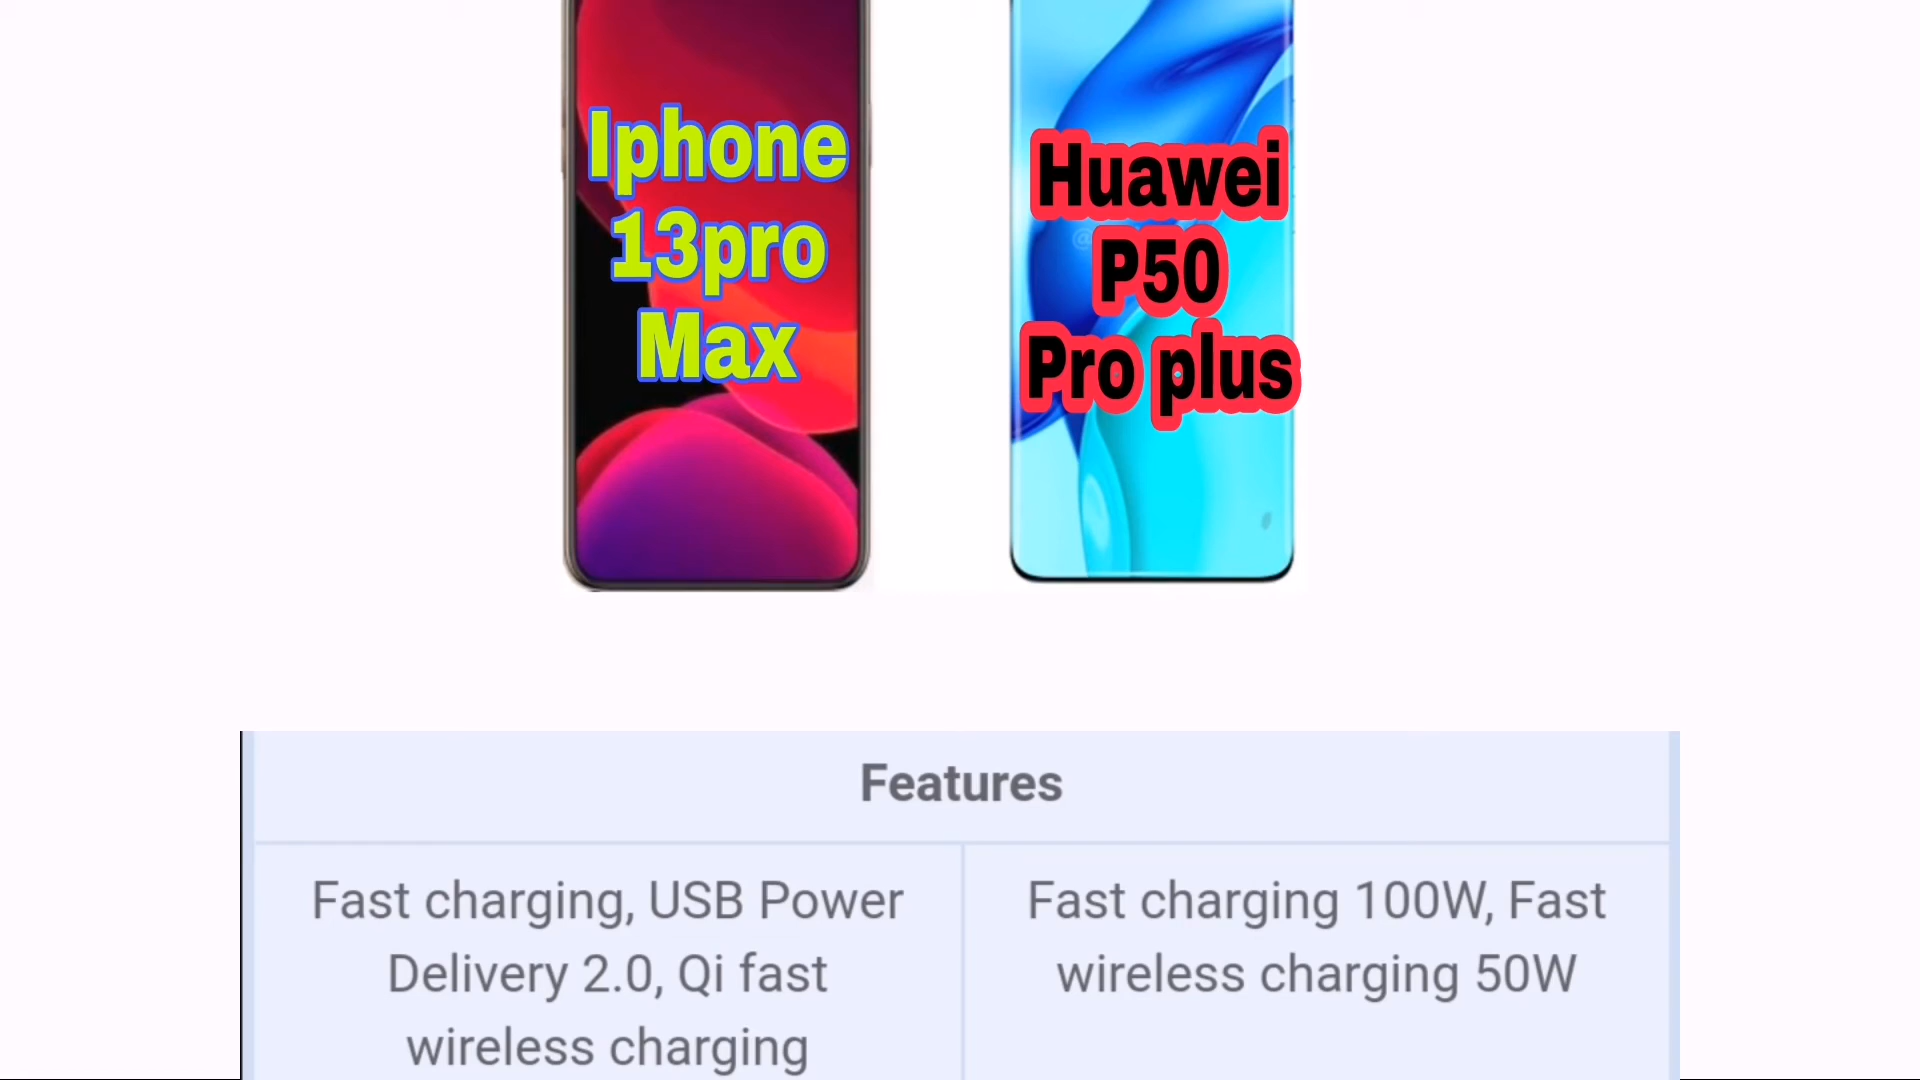 Iphone
13pro
Max
Huawei
P50
Pro plus
Features
Fast charging, USB Power
Delivery 2.0, Qi fast
wireless charging
Fast charging 100W, Fast
wireless charging 50W